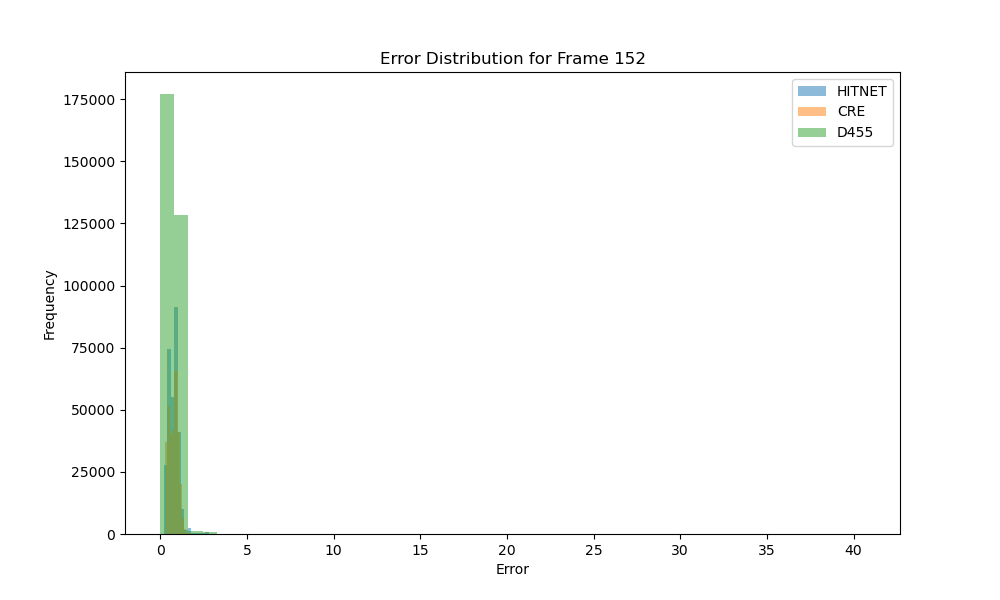 Error Distribution for Frame 152
HITNET
CRE
D455
175000
150000
125000
100000
75000
50000
25000
0
Frequency
0 5 10 15 20 25 30 35 40
Error